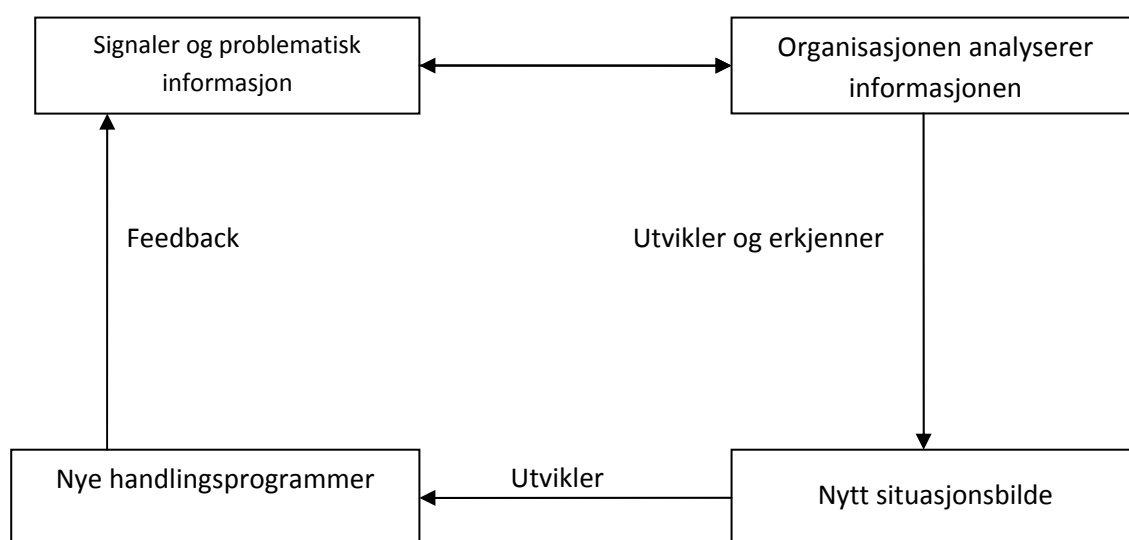 Signaler og problematisk
informasjon
Organisasjonen analyserer
informasjonen
Feedback
Utvikler og erkjenner
Nye handlingsprogrammer
Utvikler
Nytt situasjonsbilde